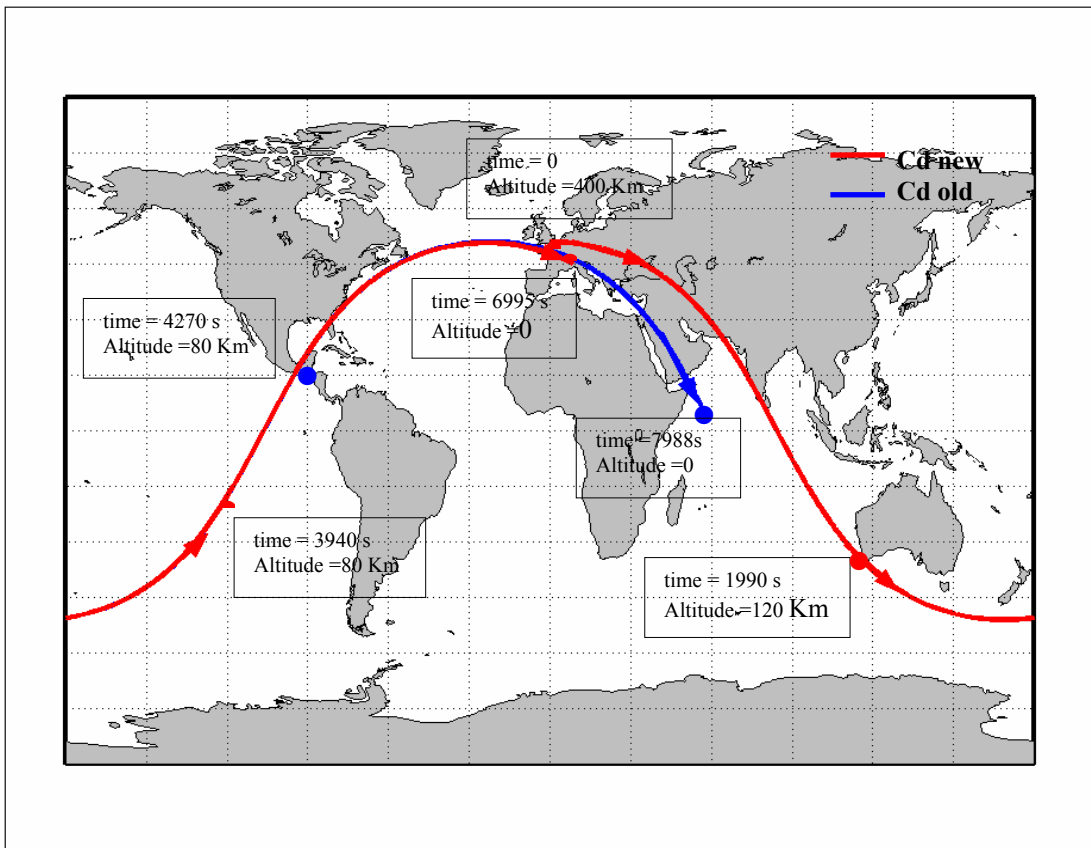 time = 0
Altitude =400 Km
Cd new
Cd old
time = 6995 s
Altitude =0
time = 4270 s
Altitude =80 Km
time =7988s
Altitude =0
time = 3940 s
Altitude =80 Km
time = 1990 s
Altitude =120 Km